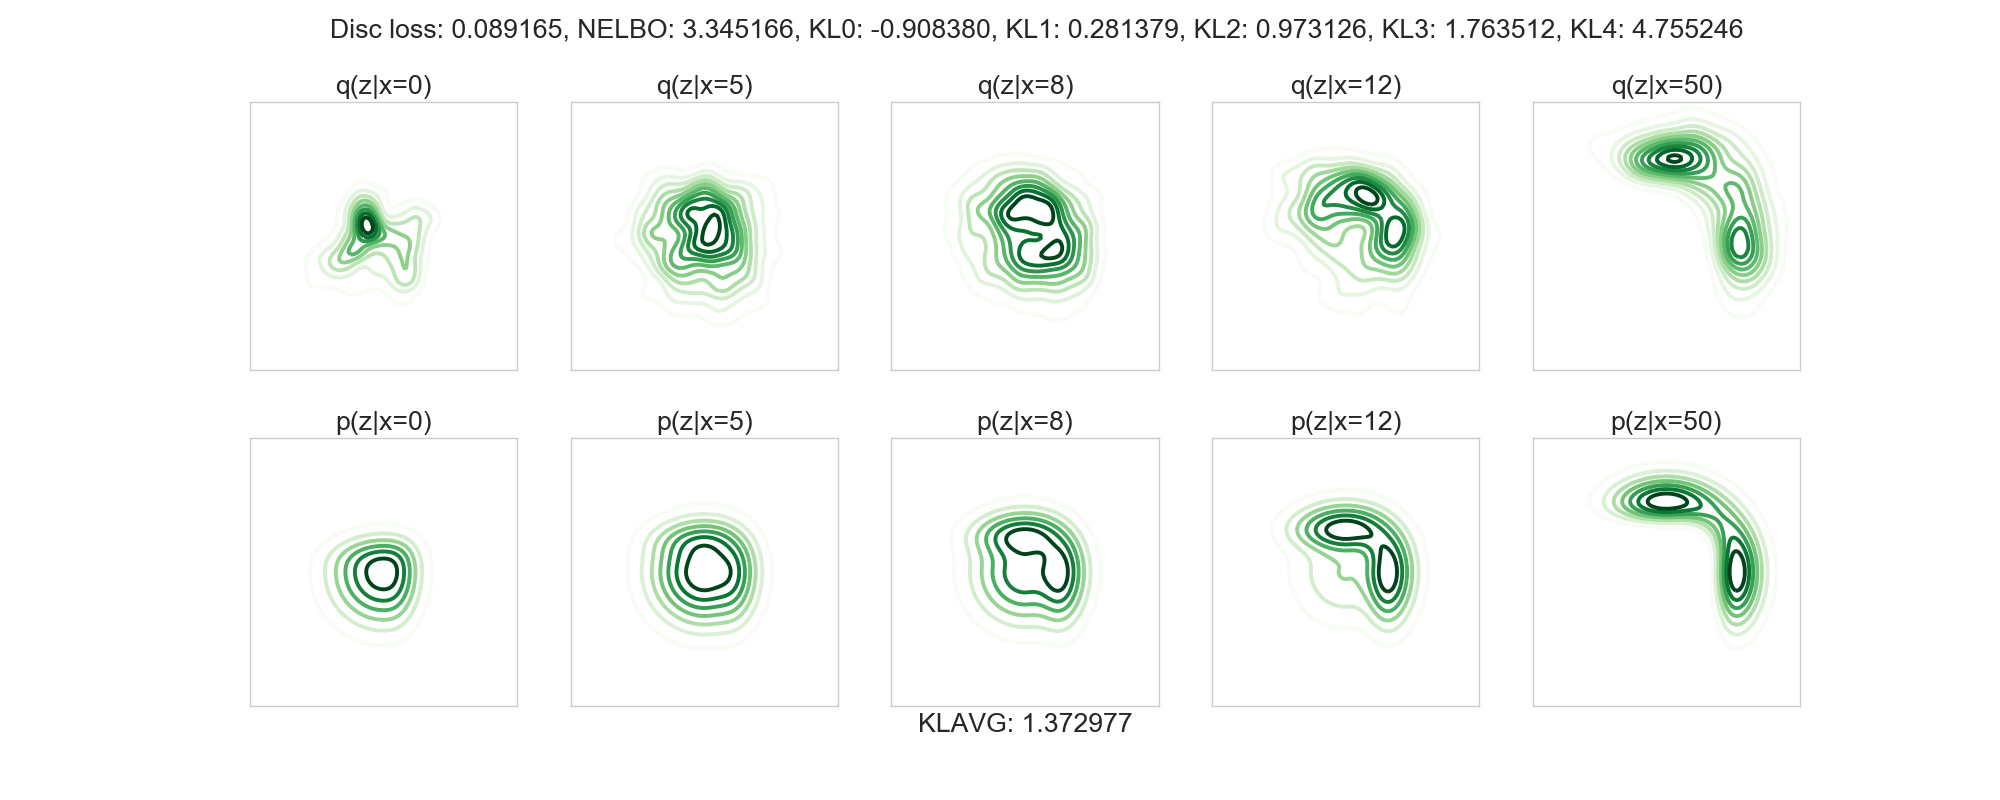 Disc loss: 0.089165, NELBO: 3.345166, KL0: -0.908380, KL1: 0.281379, KL2: 0.973126, KL3: 1.763512, KL4: 4.755246
q(z|x=0) q(z|x=5) q(z|x=8) q(z|x=12) q(z|x=50)
p(z|x=0) p(z|x=5) p(z|x=8) p(z|x=12) p(z|x=50)
KLAVG: 1.372977